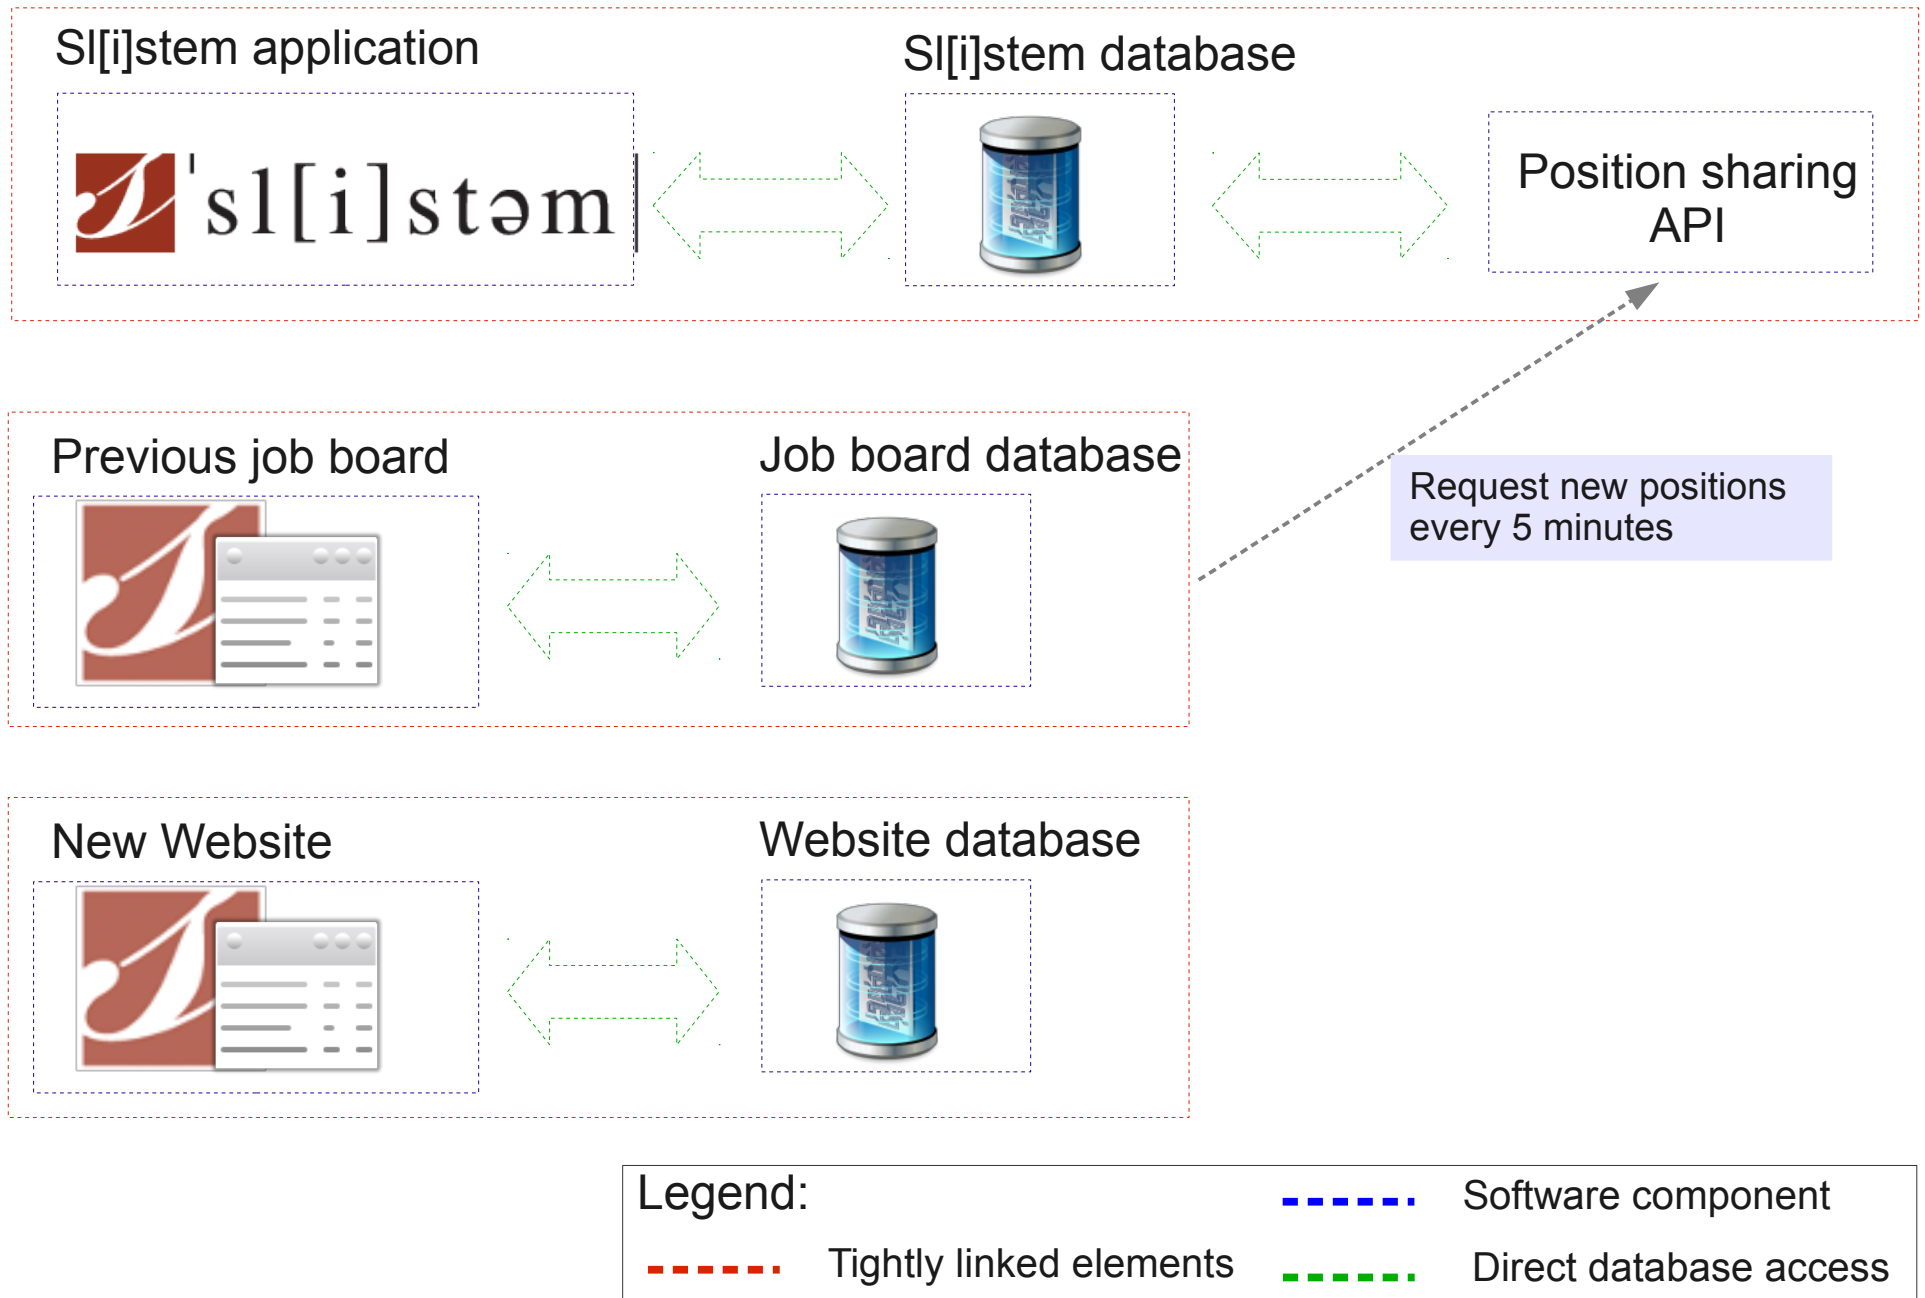 Sl[i]stem application
Sl[i]stem database
ˈsl[i]stəm
Position sharing
API
Previous job board
Job board database
Request new positions
every 5 minutes
New Website
Website database
Legend:
Software component
Tightly linked elements
Direct database access